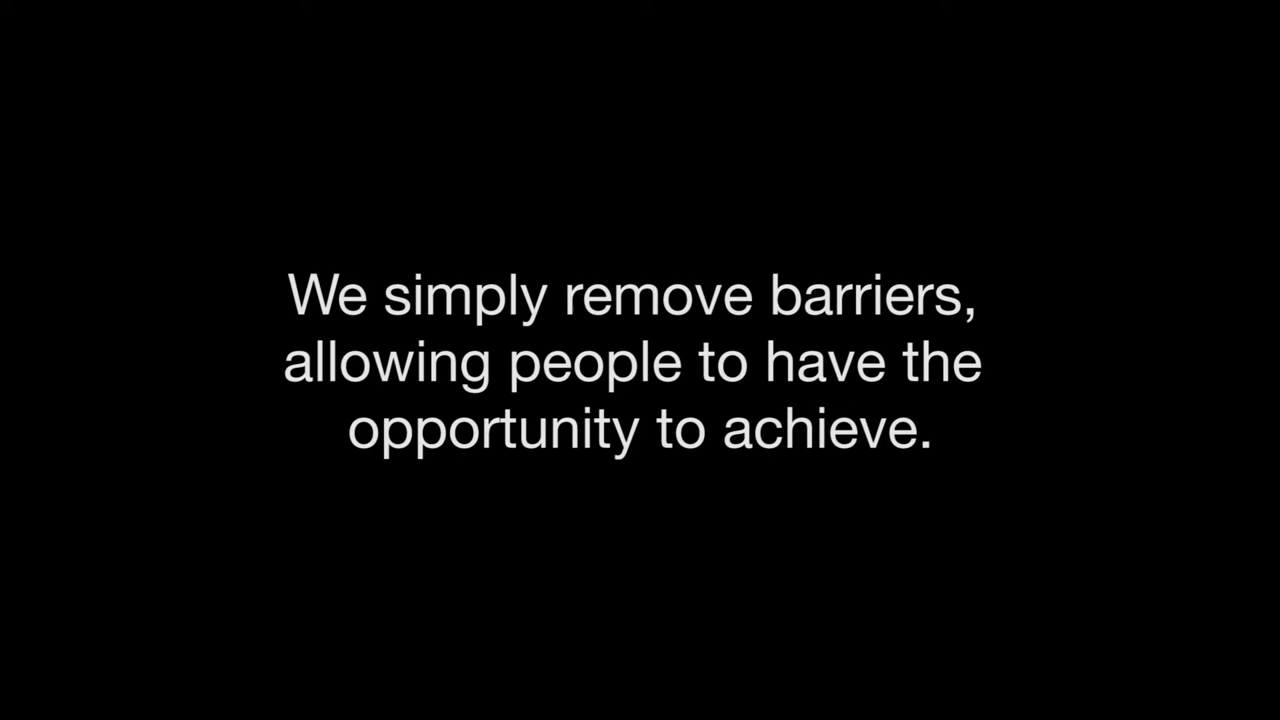 We simply remove barriers,
allowing people to have the
opportunity to achieve.